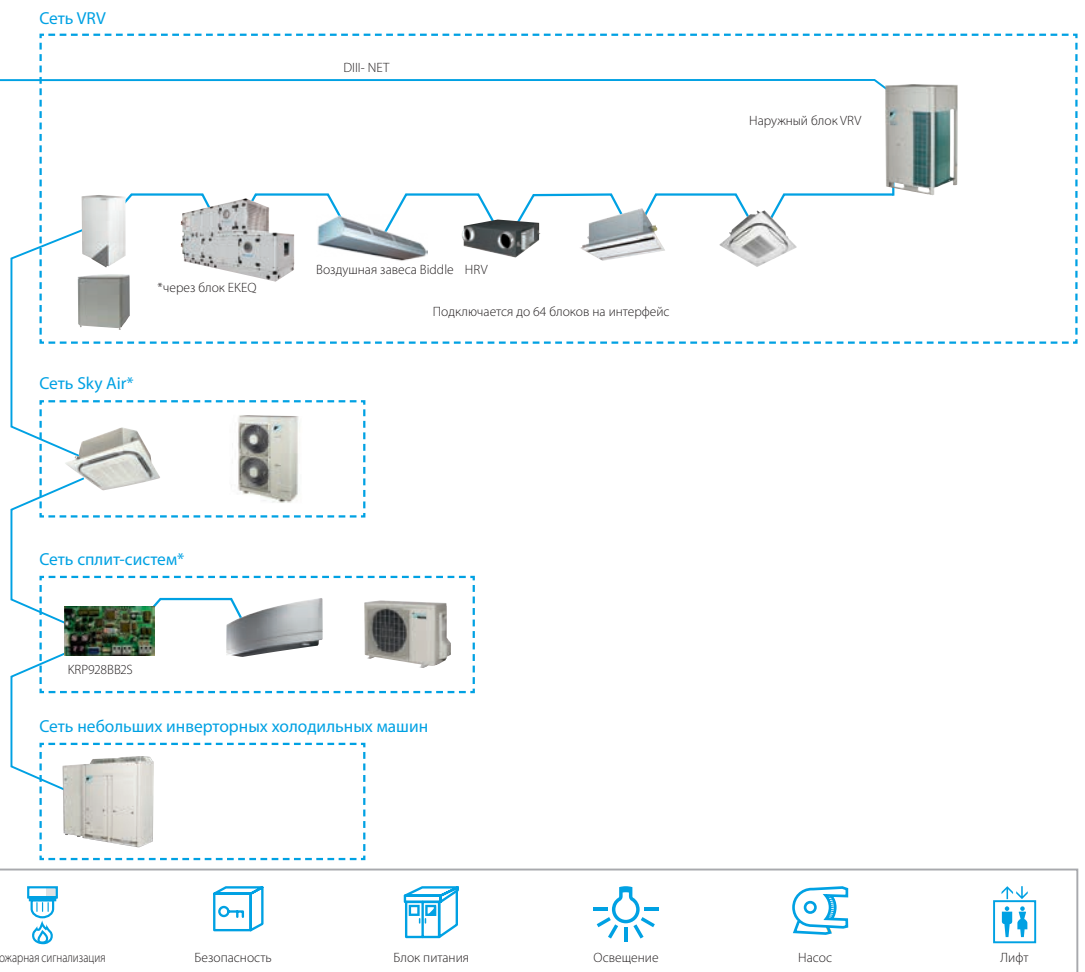 Сеть VRV
DIII- NET
Наружный блок VRV
Воздушная завеса Biddle
HRV
*через блок EKEQ
Подключается до 64 блоков на интерфейс
Сеть Sky Air*
Сеть сплит-систем*
KRP928BB2S
Сеть небольших инверторных холодильных машин
ожарная сигнализация
Безопасность
Блок питания
Освещение
Насос
Лифт